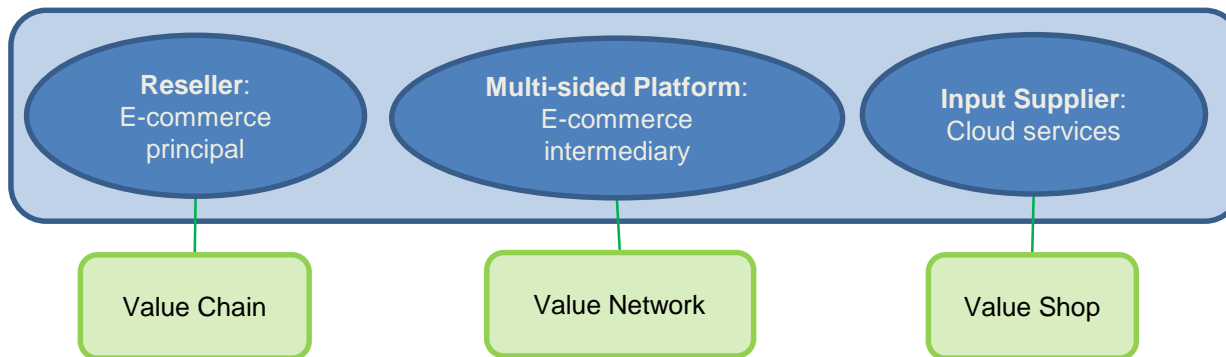 Reseller:
E-commerce
principal
Multi-sided Platform:
E-commerce
intermediary
Input Supplier:
Cloud services
Value Chain
Value Network
Value Shop